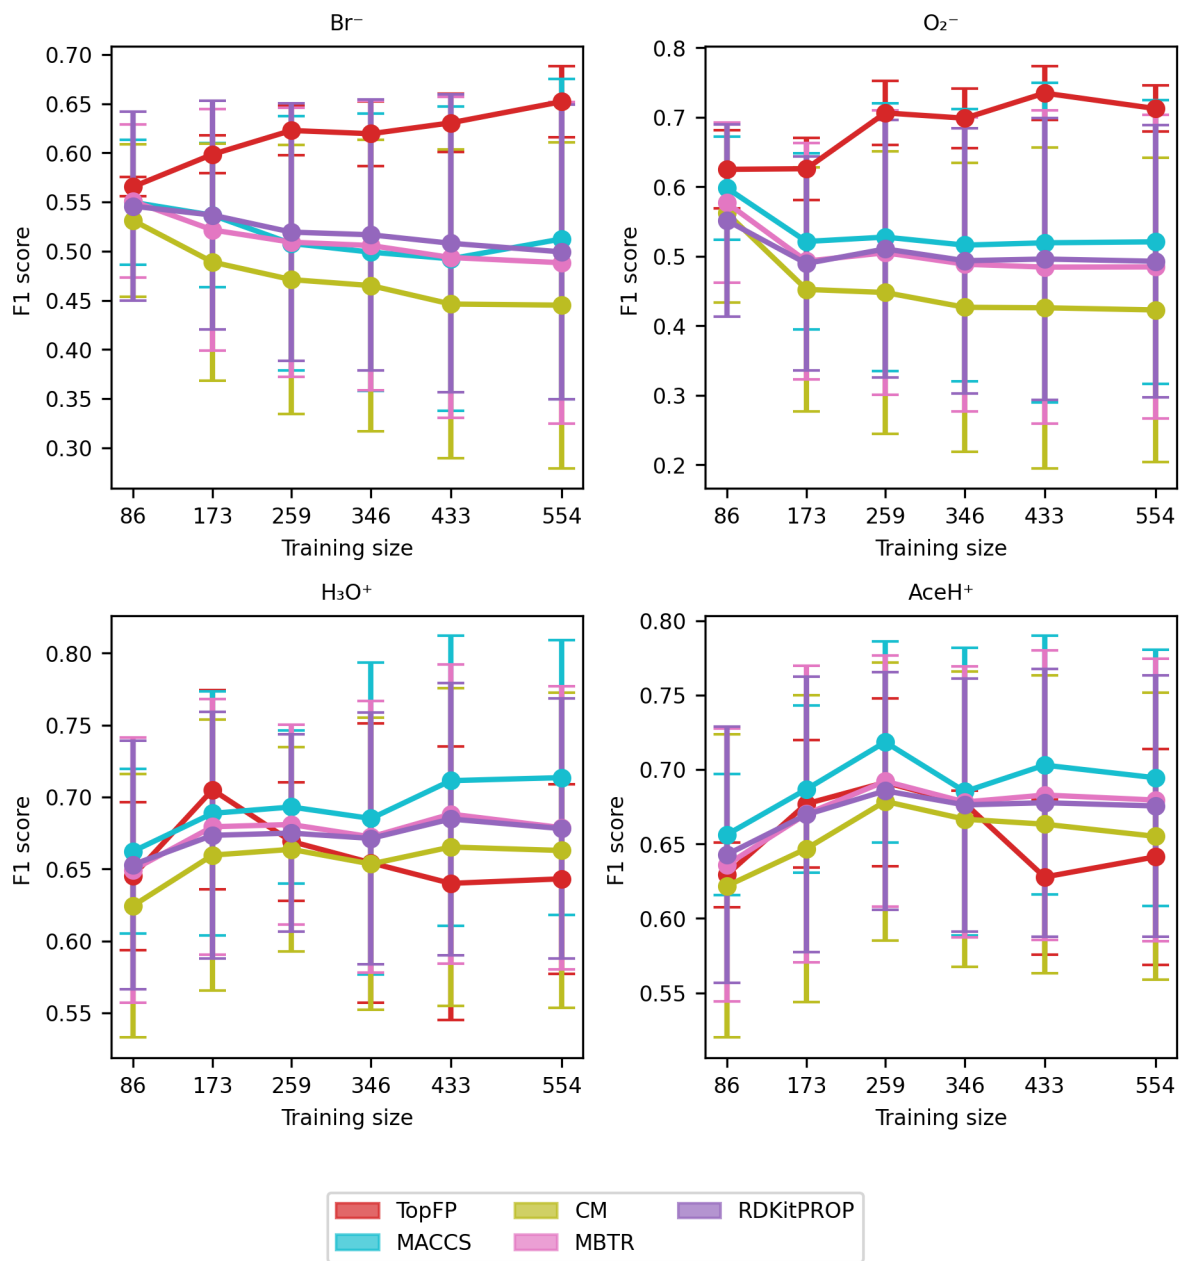 Br⁻
O₂⁻
0.70
0.65
0.60
0.55
0.50
0.45
0.40
0.35
0.30
F1 score
86 173 259 346 433 554
Training size
0.8
0.7
0.6
0.5
0.4
0.3
0.2
F1 score
86 173 259 346 433 554
Training size
H₃O⁺
AceH⁺
0.80
0.75
0.70
0.65
0.60
0.55
F1 score
86 173 259 346 433 554
Training size
0.80
0.75
0.70
0.65
0.60
0.55
F1 score
86 173 259 346 433 554
Training size
TopFP CM RDKitPROP
MACCS MBTR